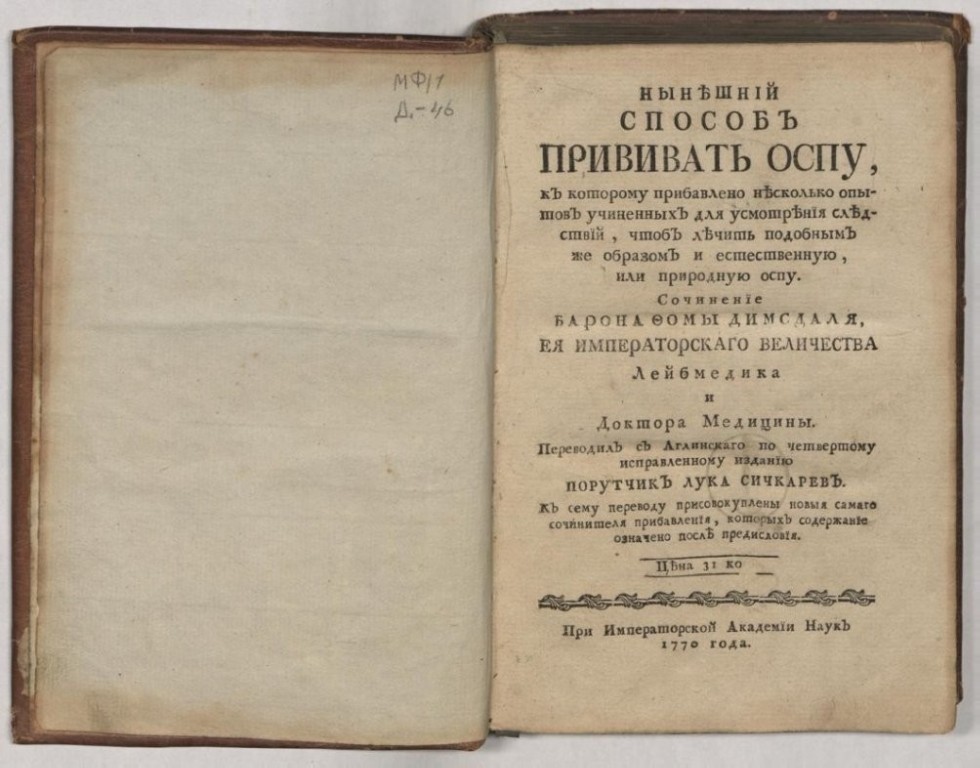 МФ/1
Д.-46
НЫНѢШНІЙ
СПОСОБЪ
ПРИВИВАТЬ ОСПУ,
кЪ которому прибавлено нѣсколько опы-
товЪ учиненныхЪ для усмотрѣнія слѣд-
ствій, чтобЪ лѣчить подобнымЪ
же образомЪ и естественную,
или природную оспу.
Сочиненіе
БАРОНА ѲОМЫ ДИМСДАЛЯ,
ЕЯ ИМПЕРАТОРСКАГО ВЕЛИЧЕСТВА
Лейбмедика
и
Доктора Медицины.
ПереводилЪ сЪ Аглинскаго по четвертому
исправленному изданію
ПОРУТЧИКЪ ЛУКА СИЧКАРЕВЪ.
КЪ сему переводу присовокуплены новыя самаго
сочинителя прибавленія, которыхЪ содержаніе
означено послѣ предисловія.
Цѣна 31 ко
При Императорской Академіи НаукЪ
1770 года.